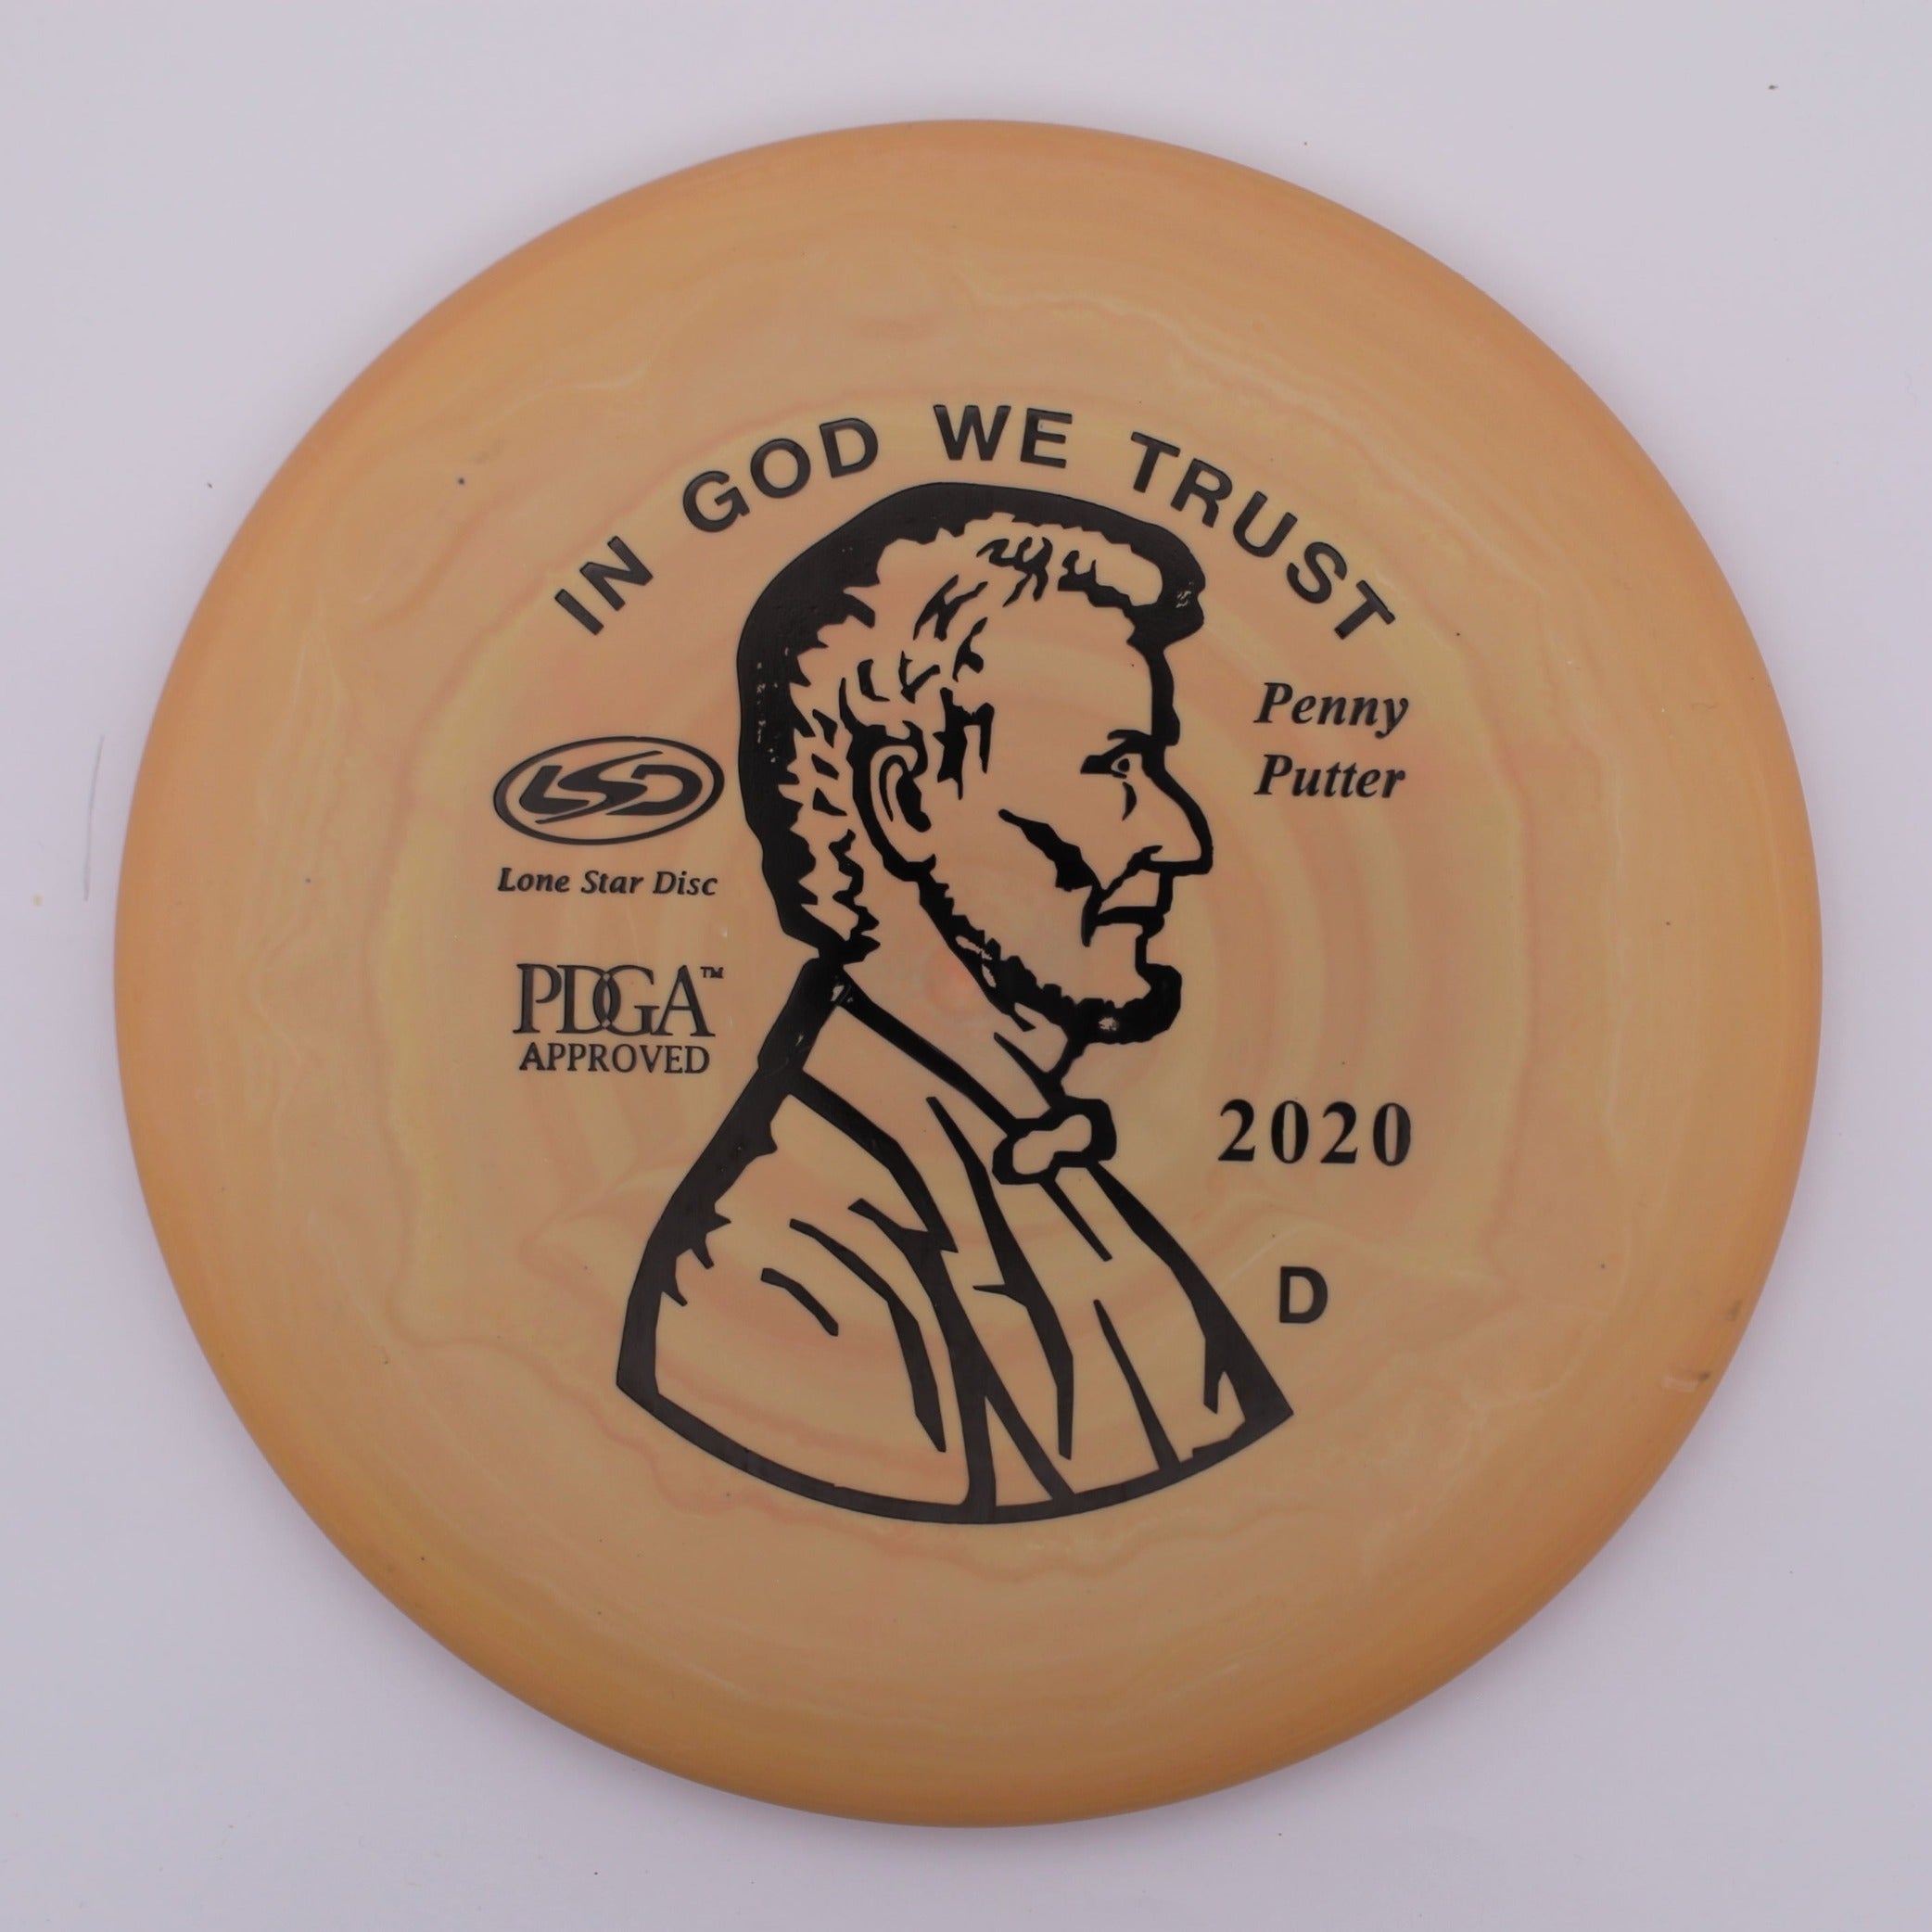 IN GOD WE TRUST
Penny
Putter
LSD
Lone Star Disc
PDGA™
APPROVED
2020
D